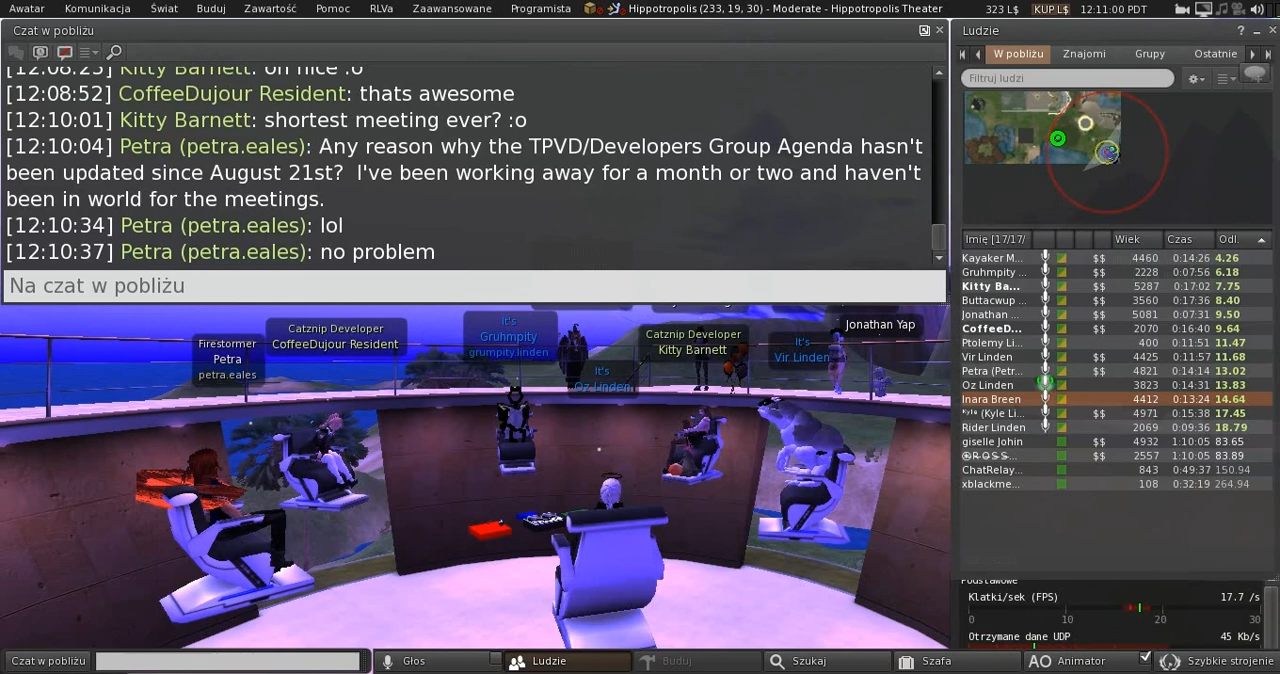 Awatar Komunikacja Świat Buduj Zawartość Pomoc RLVa Zaawansowane Programista Hippotropolis (233, 19, 30) - Moderate - Hippotropolis Theater 323 L$ KUP L$ 12:11:00 PDT
Czat w pobliżu
[12:08:23] Kitty Barnett: oh nice :o
[12:08:52] CoffeeDujour Resident: thats awesome
[12:10:01] Kitty Barnett: shortest meeting ever? :o
[12:10:04] Petra (petra.eales): Any reason why the TPVD/Developers Group Agenda hasn't
been updated since August 21st? I've been working away for a month or two and haven't
been in world for the meetings.
[12:10:34] Petra (petra.eales): lol
[12:10:37] Petra (petra.eales): no problem
Na czat w pobliżu
Firestormer
Petra
petra.eales
Catznip Developer
CoffeeDujour Resident
It's
Gruhmpity
grumpity.linden
It's
Oz Linden
Catznip Developer
Kitty Barnett
It's
Vir Linden
Jonathan Yap
Ludzie
W pobliżu Znajomi Grupy Ostatnie
Filtruj ludzi
Imię [17/17/ Wiek Czas Odl.
Kayaker M... $$ 4460 0:14:26 4.26
Gruhmpity ... $$ 2228 0:07:56 6.18
Kitty Ba... $$ 5287 0:17:02 7.75
Buttacwup ... $$ 3560 0:17:36 8.40
Jonathan ... $$ 5081 0:07:31 9.50
CoffeeD... $$ 2070 0:16:40 9.64
Ptolemy Li... 400 0:11:51 11.47
Vir Linden $$ 4425 0:11:57 11.68
Petra (Petr... $$ 4821 0:14:14 13.02
Oz Linden 3823 0:14:31 13.83
Inara Breen 4412 0:13:24 14.64
ᴷʸˡᵉ (Kyle Li... $$ 4971 0:15:38 17.45
Rider Linden 2069 0:09:36 18.79
giselle Johin $$ 4932 1:10:05 83.65
$$ 2557 1:10:05 83.89
ChatRelay... 843 0:49:37 150.94
xblackme... 108 0:32:19 264.94
Podstawowe
Klatki/sek (FPS) 17.7 /s
0 10 20 30
Otrzymane dane UDP 45 Kb/s
Czat w pobliżu Głos Ludzie Buduj Szukaj Szafa AO Animator Szybkie strojenie